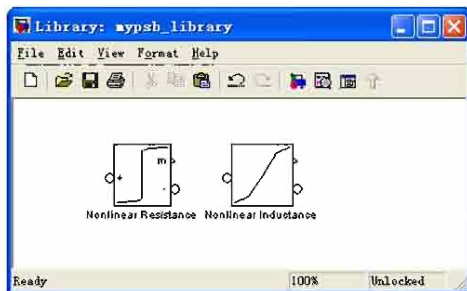 Library: mypsb_library
File Edit View Format Help
+ m
-
Nonlinear Resistance Nonlinear Inductance
Ready 100% Unlocked